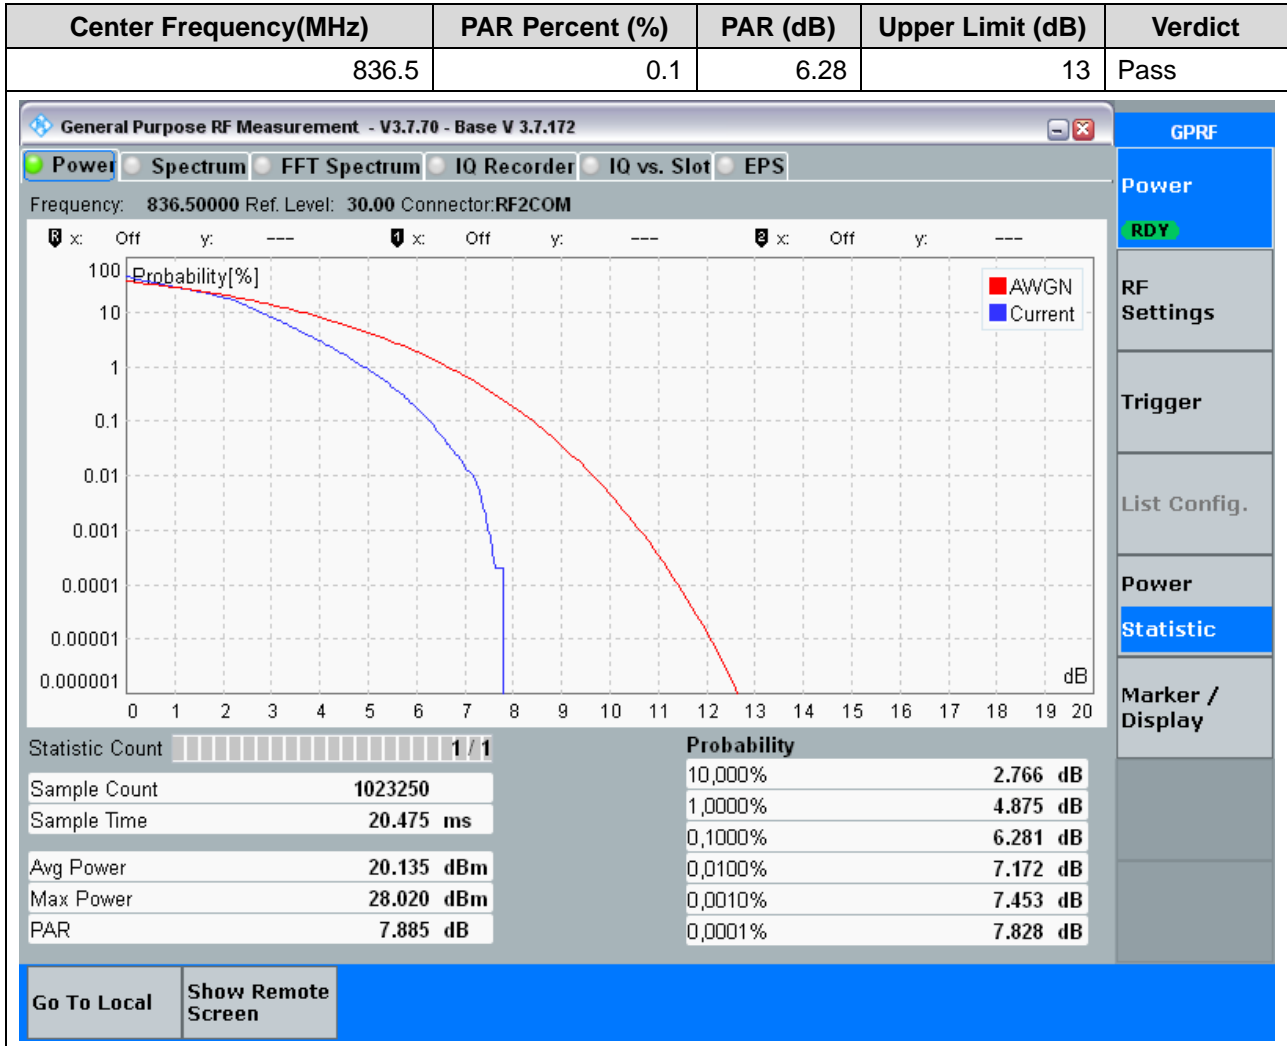 Center Frequency(MHz) PAR Percent (%) PAR (dB) Upper Limit (dB) Verdict
836.5 0.1 6.28 13 Pass
General Purpose RF Measurement - V3.7.70 - Base V 3.7.172
GPRF
Power Spectrum FFT Spectrum IQ Recorder IQ vs. Slot EPS
Frequency: 836.50000 Ref. Level: 30.00 Connector:RF2COM
R x: Off y: --- 1 x: Off y: --- 2 x: Off y: ---
Probability[%]
AWGN
Current
100
10
1
0.1
0.01
0.001
0.0001
0.00001
0.000001
dB
0 1 2 3 4 5 6 7 8 9 10 11 12 13 14 15 16 17 18 19 20
Statistic Count 1 / 1
Sample Count 1023250
Sample Time 20.475 ms
Avg Power 20.135 dBm
Max Power 28.020 dBm
PAR 7.885 dB
Probability
10,000% 2.766 dB
1,0000% 4.875 dB
0,1000% 6.281 dB
0,0100% 7.172 dB
0,0010% 7.453 dB
0,0001% 7.828 dB
Power
RDY
RF
Settings
Trigger
List Config.
Power
Statistic
Marker /
Display
Go To Local
Show Remote
Screen